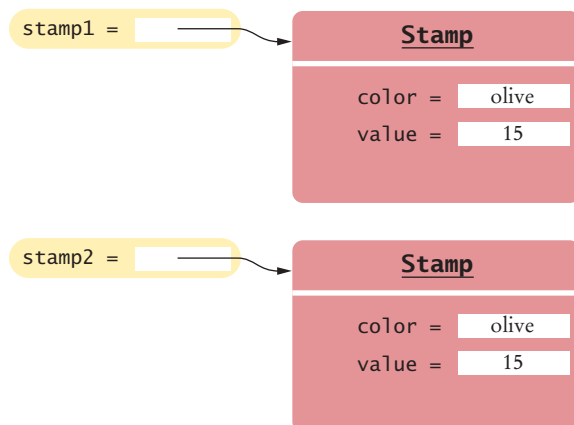 stamp1 =
Stamp
color = olive
value = 15
stamp2 =
Stamp
color = olive
value = 15